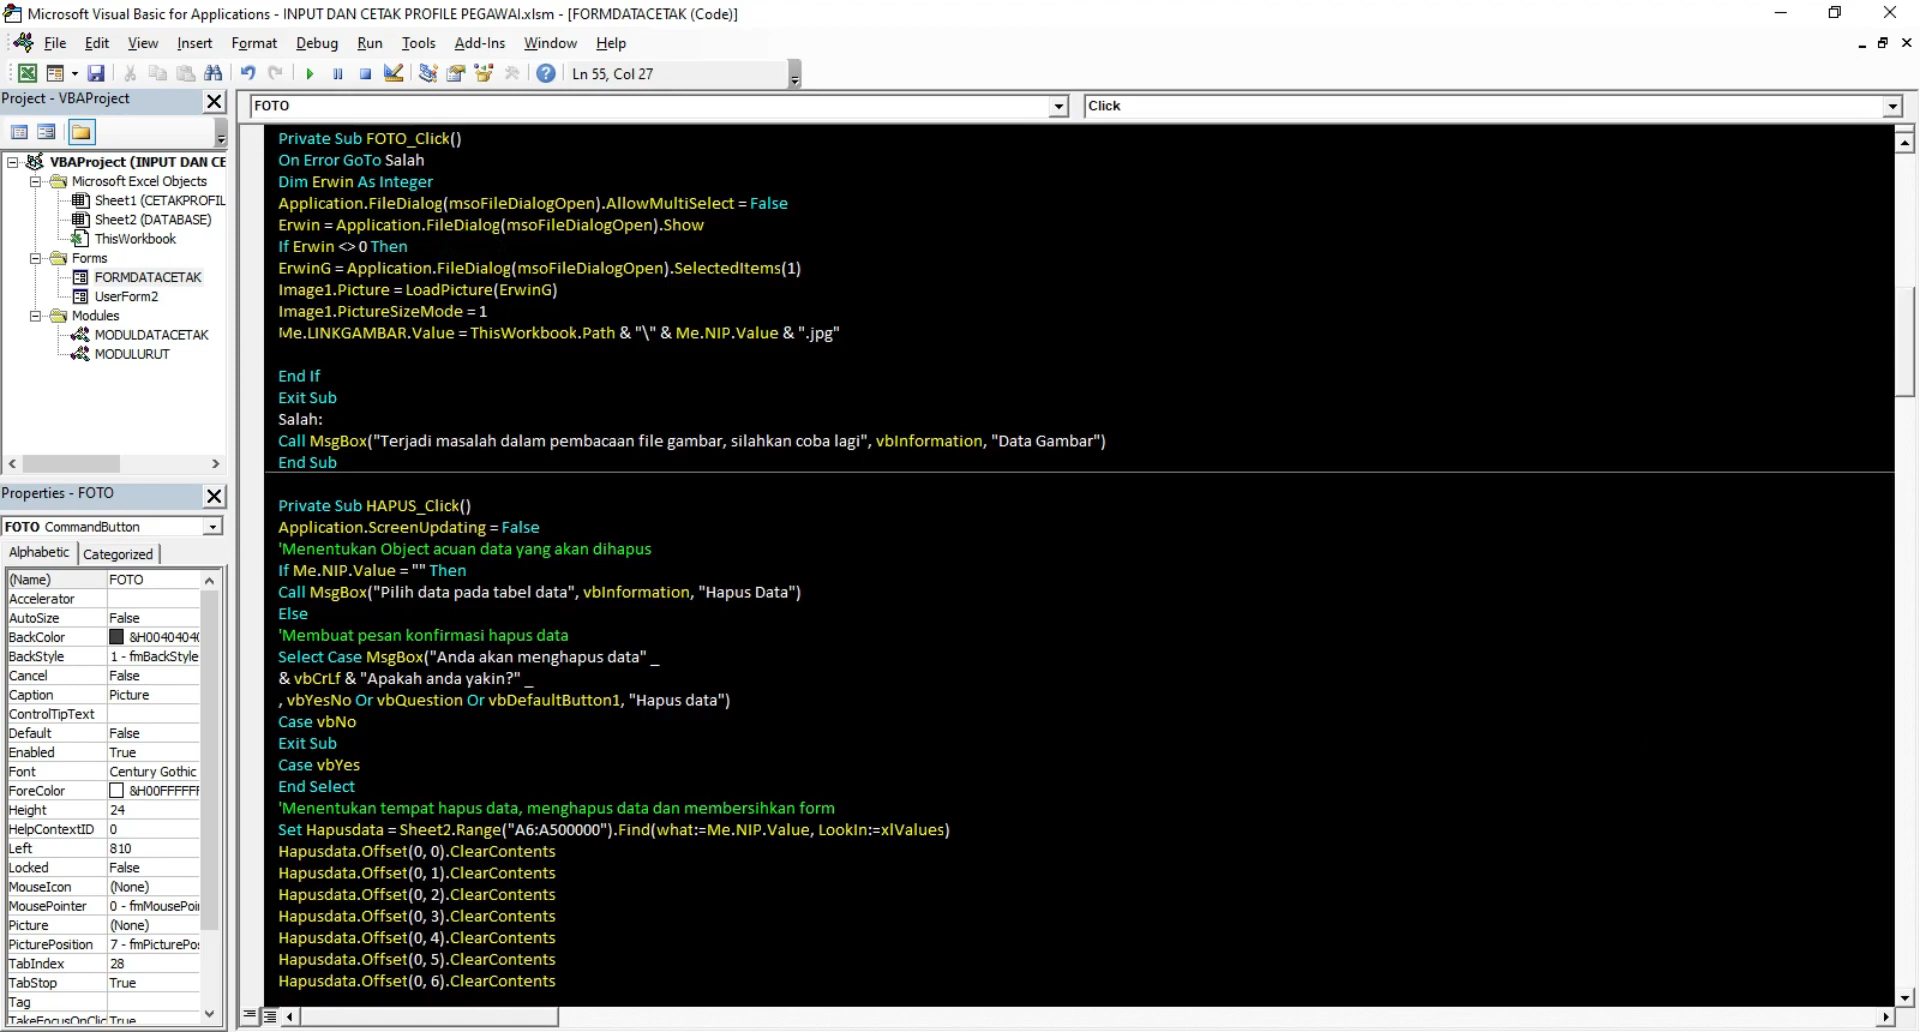 Microsoft Visual Basic for Applications - INPUT DAN CETAK PROFILE PEGAWAI.xlsm - [FORMDATACETAK (Code)]
File Edit View Insert Format Debug Run Tools Add-Ins Window Help
Ln 55, Col 27
Project - VBAProject
VBAProject (INPUT DAN CE
Microsoft Excel Objects
Sheet1 (CETAKPROFIL
Sheet2 (DATABASE)
ThisWorkbook
Forms
FORMDATACETAK
UserForm2
Modules
MODULDATACETAK
MODULURUT
Properties - FOTO
FOTO CommandButton
Alphabetic Categorized
(Name) FOTO
Accelerator
AutoSize False
BackColor &H0040404(
BackStyle 1 - fmBackStyle
Cancel False
Caption Picture
ControlTipText
Default False
Enabled True
Font Century Gothic
ForeColor &H00FFFFFF
Height 24
HelpContextID 0
Left 810
Locked False
MouseIcon (None)
MousePointer 0 - fmMousePoi
Picture (None)
PicturePosition 7 - fmPicturePos
TabIndex 28
TabStop True
Tag
TakeFocusOnClic True
FOTO
Click
Private Sub FOTO_Click()
On Error GoTo Salah
Dim Erwin As Integer
Application.FileDialog(msoFileDialogOpen).AllowMultiSelect = False
Erwin = Application.FileDialog(msoFileDialogOpen).Show
If Erwin <> 0 Then
ErwinG = Application.FileDialog(msoFileDialogOpen).SelectedItems(1)
Image1.Picture = LoadPicture(ErwinG)
Image1.PictureSizeMode = 1
Me.LINKGAMBAR.Value = ThisWorkbook.Path & "\" & Me.NIP.Value & ".jpg"
End If
Exit Sub
Salah:
Call MsgBox("Terjadi masalah dalam pembacaan file gambar, silahkan coba lagi", vbInformation, "Data Gambar")
End Sub
Private Sub HAPUS_Click()
Application.ScreenUpdating = False
'Menentukan Object acuan data yang akan dihapus
If Me.NIP.Value = "" Then
Call MsgBox("Pilih data pada tabel data", vbInformation, "Hapus Data")
Else
'Membuat pesan konfirmasi hapus data
Select Case MsgBox("Anda akan menghapus data" _
& vbCrLf & "Apakah anda yakin?" _
, vbYesNo Or vbQuestion Or vbDefaultButton1, "Hapus data")
Case vbNo
Exit Sub
Case vbYes
End Select
'Menentukan tempat hapus data, menghapus data dan membersihkan form
Set Hapusdata = Sheet2.Range("A6:A500000").Find(what:=Me.NIP.Value, LookIn:=xlValues)
Hapusdata.Offset(0, 0).ClearContents
Hapusdata.Offset(0, 1).ClearContents
Hapusdata.Offset(0, 2).ClearContents
Hapusdata.Offset(0, 3).ClearContents
Hapusdata.Offset(0, 4).ClearContents
Hapusdata.Offset(0, 5).ClearContents
Hapusdata.Offset(0, 6).ClearContents